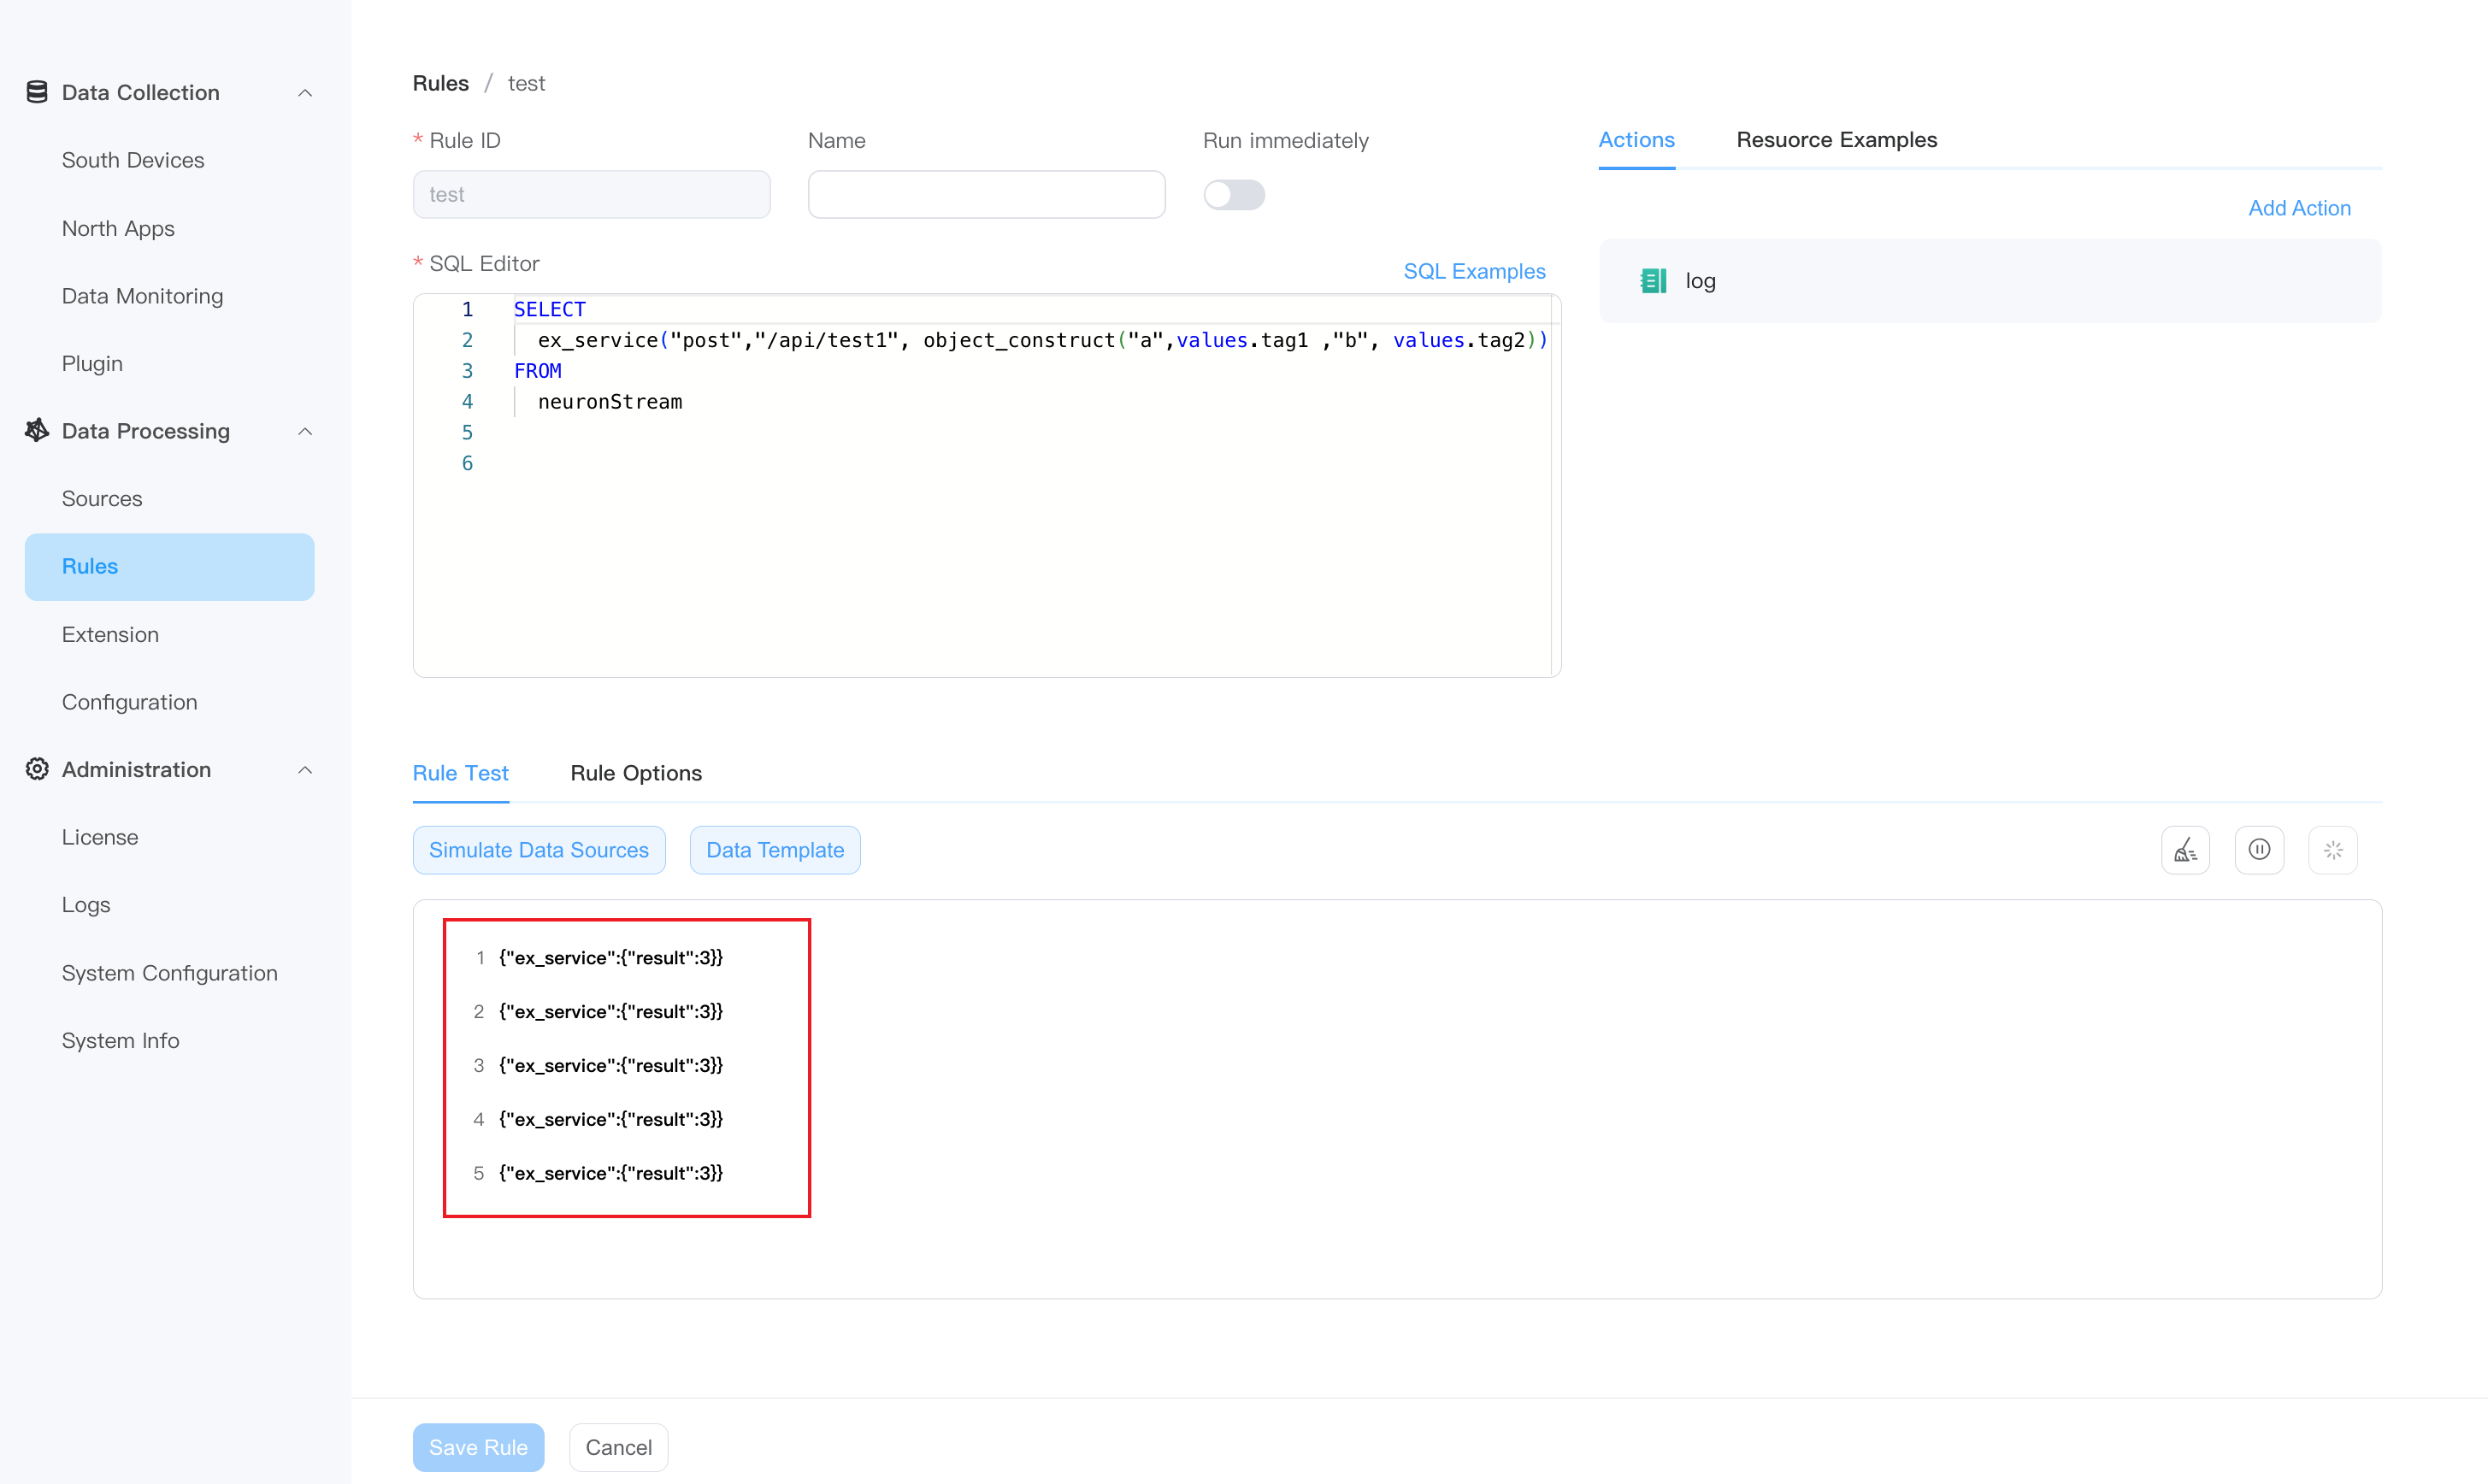 Data Collection
South Devices
North Apps
Data Monitoring
Plugin
Data Processing
Sources
Rules
Extension
Configuration
Administration
License
Logs
System Configuration
System Info
Rules / test
* Rule ID
test
Name
Run immediately
* SQL Editor
SQL Examples
1 SELECT
2 ex_service("post","/api/test1", object_construct("a",values.tag1 ,"b", values.tag2))
3 FROM
4 neuronStream
5
6
Actions
Resuorce Examples
Add Action
log
Rule Test
Rule Options
Simulate Data Sources
Data Template
1 {"ex_service":{"result":3}}
2 {"ex_service":{"result":3}}
3 {"ex_service":{"result":3}}
4 {"ex_service":{"result":3}}
5 {"ex_service":{"result":3}}
Save Rule
Cancel